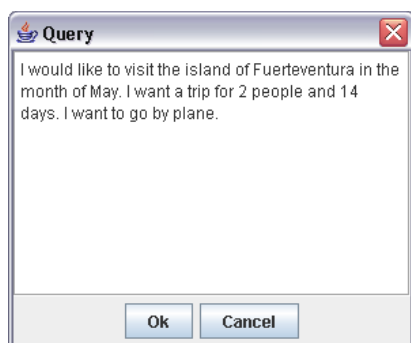 Query
I would like to visit the island of Fuerteventura in the
month of May. I want a trip for 2 people and 14
days. I want to go by plane.
Ok
Cancel